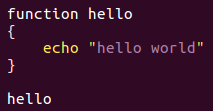 function hello
{
    echo "hello world"
}

hello